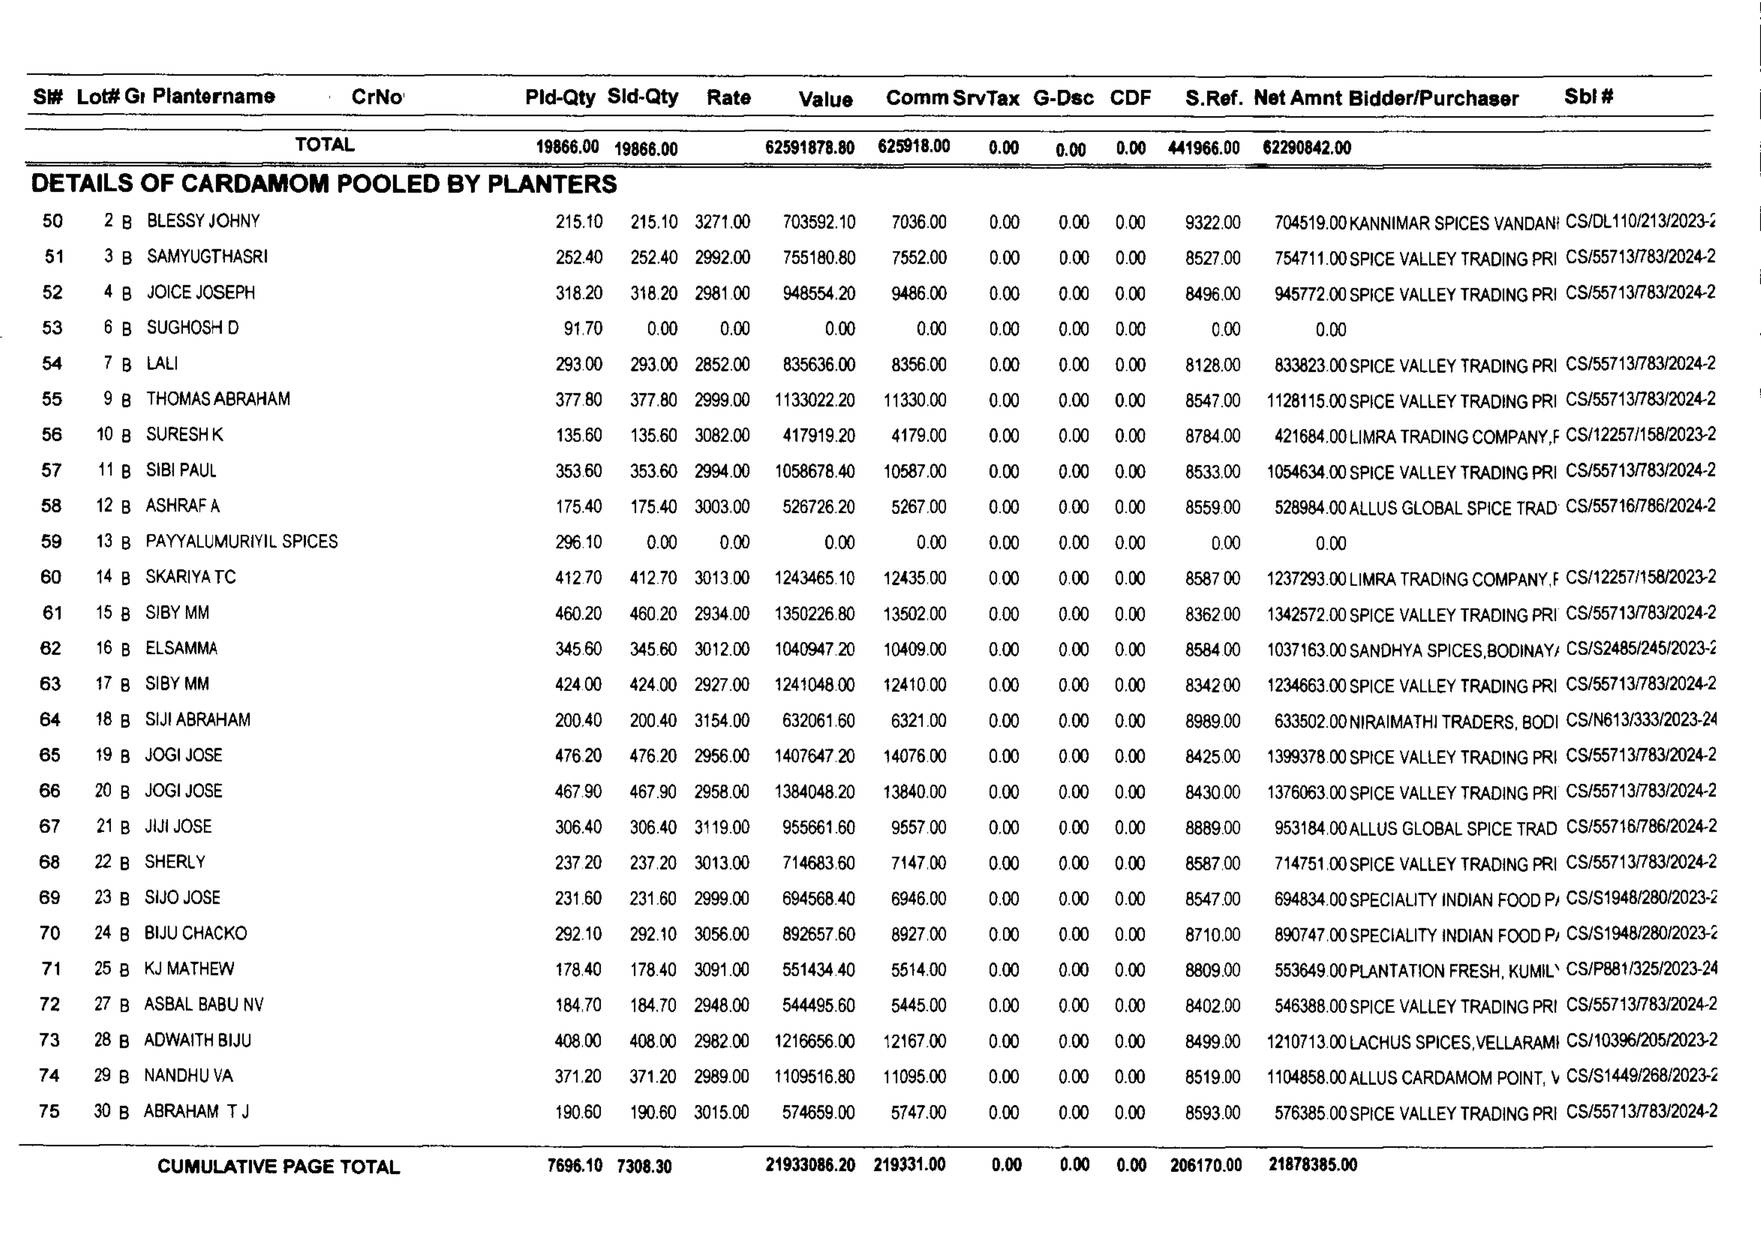 Sl# Lot# Gr Plantername CrNo Pld-Qty Sld-Qty Rate Value Comm SrvTax G-Dsc CDF S.Ref. Net Amnt Bidder/Purchaser Sbl #
TOTAL 19866.00 19866.00 62591878.80 625918.00 0.00 0.00 0.00 441966.00 62290842.00
DETAILS OF CARDAMOM POOLED BY PLANTERS
50 2 B BLESSY JOHNY 215.10 215.10 3271.00 703592.10 7036.00 0.00 0.00 0.00 9322.00 704519.00 KANNIMAR SPICES VANDAN CS/DL110/213/2023-2
51 3 B SAMYUGTHASRI 252.40 252.40 2992.00 755180.80 7552.00 0.00 0.00 0.00 8527.00 754711.00 SPICE VALLEY TRADING PRI CS/55713/783/2024-2
52 4 B JOICE JOSEPH 318.20 318.20 2981.00 948554.20 9486.00 0.00 0.00 0.00 8496.00 945772.00 SPICE VALLEY TRADING PRI CS/55713/783/2024-2
53 6 B SUGHOSH D 91.70 0.00 0.00 0.00 0.00 0.00 0.00 0.00 0.00 0.00
54 7 B LALI 293.00 293.00 2852.00 835636.00 8356.00 0.00 0.00 0.00 8128.00 833823.00 SPICE VALLEY TRADING PRI CS/55713/783/2024-2
55 9 B THOMAS ABRAHAM 377.80 377.80 2999.00 1133022.20 11330.00 0.00 0.00 0.00 8547.00 1128115.00 SPICE VALLEY TRADING PRI CS/55713/783/2024-2
56 10 B SURESH K 135.60 135.60 3082.00 417919.20 4179.00 0.00 0.00 0.00 8784.00 421684.00 LIMRA TRADING COMPANY,F CS/12257/158/2023-2
57 11 B SIBI PAUL 353.60 353.60 2994.00 1058678.40 10587.00 0.00 0.00 0.00 8533.00 1054634.00 SPICE VALLEY TRADING PRI CS/55713/783/2024-2
58 12 B ASHRAF A 175.40 175.40 3003.00 526726.20 5267.00 0.00 0.00 0.00 8559.00 528984.00 ALLUS GLOBAL SPICE TRAD CS/55716/786/2024-2
59 13 B PAYYALUMURIYIL SPICES 296.10 0.00 0.00 0.00 0.00 0.00 0.00 0.00 0.00 0.00
60 14 B SKARIYA TC 412.70 412.70 3013.00 1243465.10 12435.00 0.00 0.00 0.00 8587.00 1237293.00 LIMRA TRADING COMPANY,F CS/12257/158/2023-2
61 15 B SIBY MM 460.20 460.20 2934.00 1350226.80 13502.00 0.00 0.00 0.00 8362.00 1342572.00 SPICE VALLEY TRADING PRI CS/55713/783/2024-2
62 16 B ELSAMMA 345.60 345.60 3012.00 1040947.20 10409.00 0.00 0.00 0.00 8584.00 1037163.00 SANDHYA SPICES,BODINAY CS/S2485/245/2023-2
63 17 B SIBY MM 424.00 424.00 2927.00 1241048.00 12410.00 0.00 0.00 0.00 8342.00 1234663.00 SPICE VALLEY TRADING PRI CS/55713/783/2024-2
64 18 B SIJI ABRAHAM 200.40 200.40 3154.00 632061.60 6321.00 0.00 0.00 0.00 8989.00 633502.00 NIRAIMATHI TRADERS, BODI CS/N613/333/2023-24
65 19 B JOGI JOSE 476.20 476.20 2956.00 1407647.20 14076.00 0.00 0.00 0.00 8425.00 1399378.00 SPICE VALLEY TRADING PRI CS/55713/783/2024-2
66 20 B JOGI JOSE 467.90 467.90 2958.00 1384048.20 13840.00 0.00 0.00 0.00 8430.00 1376063.00 SPICE VALLEY TRADING PRI CS/55713/783/2024-2
67 21 B JIJI JOSE 306.40 306.40 3119.00 955661.60 9557.00 0.00 0.00 0.00 8889.00 953184.00 ALLUS GLOBAL SPICE TRAD CS/55716/786/2024-2
68 22 B SHERLY 237.20 237.20 3013.00 714683.60 7147.00 0.00 0.00 0.00 8587.00 714751.00 SPICE VALLEY TRADING PRI CS/55713/783/2024-2
69 23 B SIJO JOSE 231.60 231.60 2999.00 694568.40 6946.00 0.00 0.00 0.00 8547.00 694834.00 SPECIALITY INDIAN FOOD P CS/S1948/280/2023-2
70 24 B BIJU CHACKO 292.10 292.10 3056.00 892657.60 8927.00 0.00 0.00 0.00 8710.00 890747.00 SPECIALITY INDIAN FOOD P CS/S1948/280/2023-2
71 25 B KJ MATHEW 178.40 178.40 3091.00 551434.40 5514.00 0.00 0.00 0.00 8809.00 553649.00 PLANTATION FRESH, KUMIL CS/P881/325/2023-24
72 27 B ASBAL BABU NV 184.70 184.70 2948.00 544495.60 5445.00 0.00 0.00 0.00 8402.00 546388.00 SPICE VALLEY TRADING PRI CS/55713/783/2024-2
73 28 B ADWAITH BIJU 408.00 408.00 2982.00 1216656.00 12167.00 0.00 0.00 0.00 8499.00 1210713.00 LACHUS SPICES,VELLARAM CS/10396/205/2023-2
74 29 B NANDHU VA 371.20 371.20 2989.00 1109516.80 11095.00 0.00 0.00 0.00 8519.00 1104858.00 ALLUS CARDAMOM POINT, V CS/S1449/268/2023-2
75 30 B ABRAHAM T J 190.60 190.60 3015.00 574659.00 5747.00 0.00 0.00 0.00 8593.00 576385.00 SPICE VALLEY TRADING PRI CS/55713/783/2024-2
CUMULATIVE PAGE TOTAL 7696.10 7308.30 21933086.20 219331.00 0.00 0.00 0.00 206170.00 21878385.00